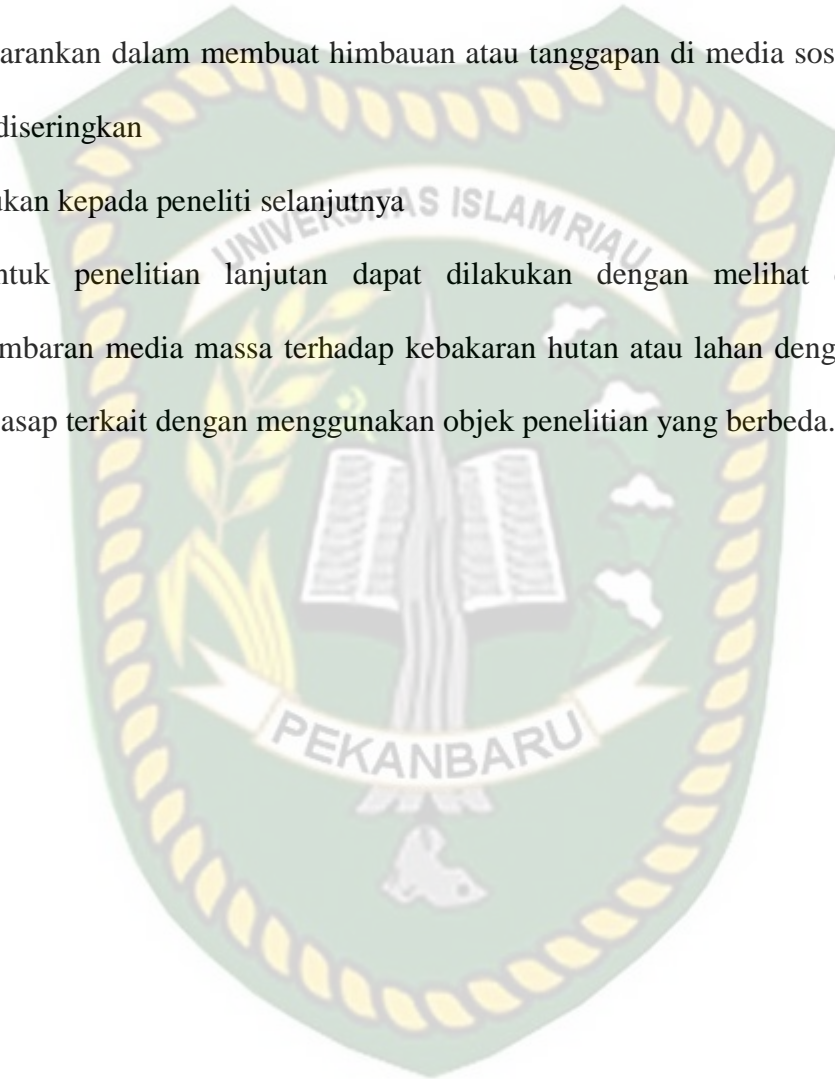 arankan dalam membuat himbauan atau tanggapan di media sos
diseringkan
kan kepada peneliti selanjutnya
ntuk penelitian lanjutan dapat dilakukan dengan melihat
mbaran media massa terhadap kebakaran hutan atau lahan deng
asap terkait dengan menggunakan objek penelitian yang berbeda.
UNIVERSITAS ISLAM RIAU
PEKANBARU